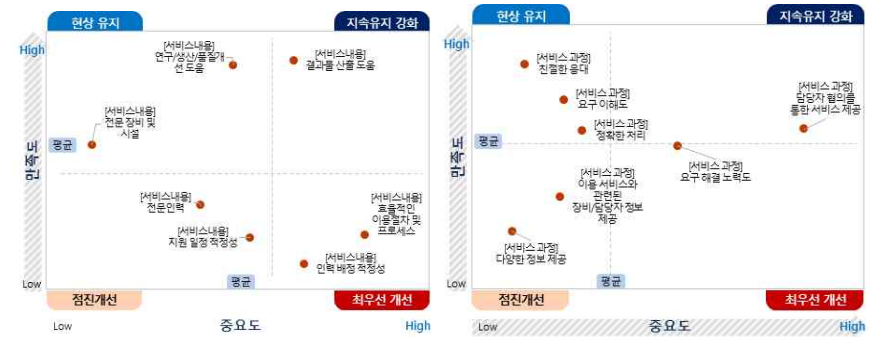 현상 유지
지속유지 강화
High
[서비스내용]
연구/생산/품질개
선 도움
[서비스내용]
결과물 산출 도움
[서비스내용]
전문 장비 및
시설
만족도
평균
[서비스내용]
전문인력
[서비스내용]
지원 일정 적정성
[서비스내용]
효율적인
이용절차 및
프로세스
[서비스내용]
인력 배정 적정성
평균
Low
점진개선
최우선 개선
Low
중요도
High
현상 유지
지속유지 강화
High
[서비스 과정]
친절한 응대
[서비스 과정]
요구 이해도
[서비스 과정]
정확한 처리
[서비스 과정]
담당자 협의를
통한 서비스 제공
만족도
평균
[서비스 과정]
요구 해결 노력도
[서비스 과정]
이용 서비스와
관련된
장비/담당자 정보
제공
[서비스 과정]
다양한 정보 제공
평균
Low
점진개선
최우선 개선
Low
중요도
High